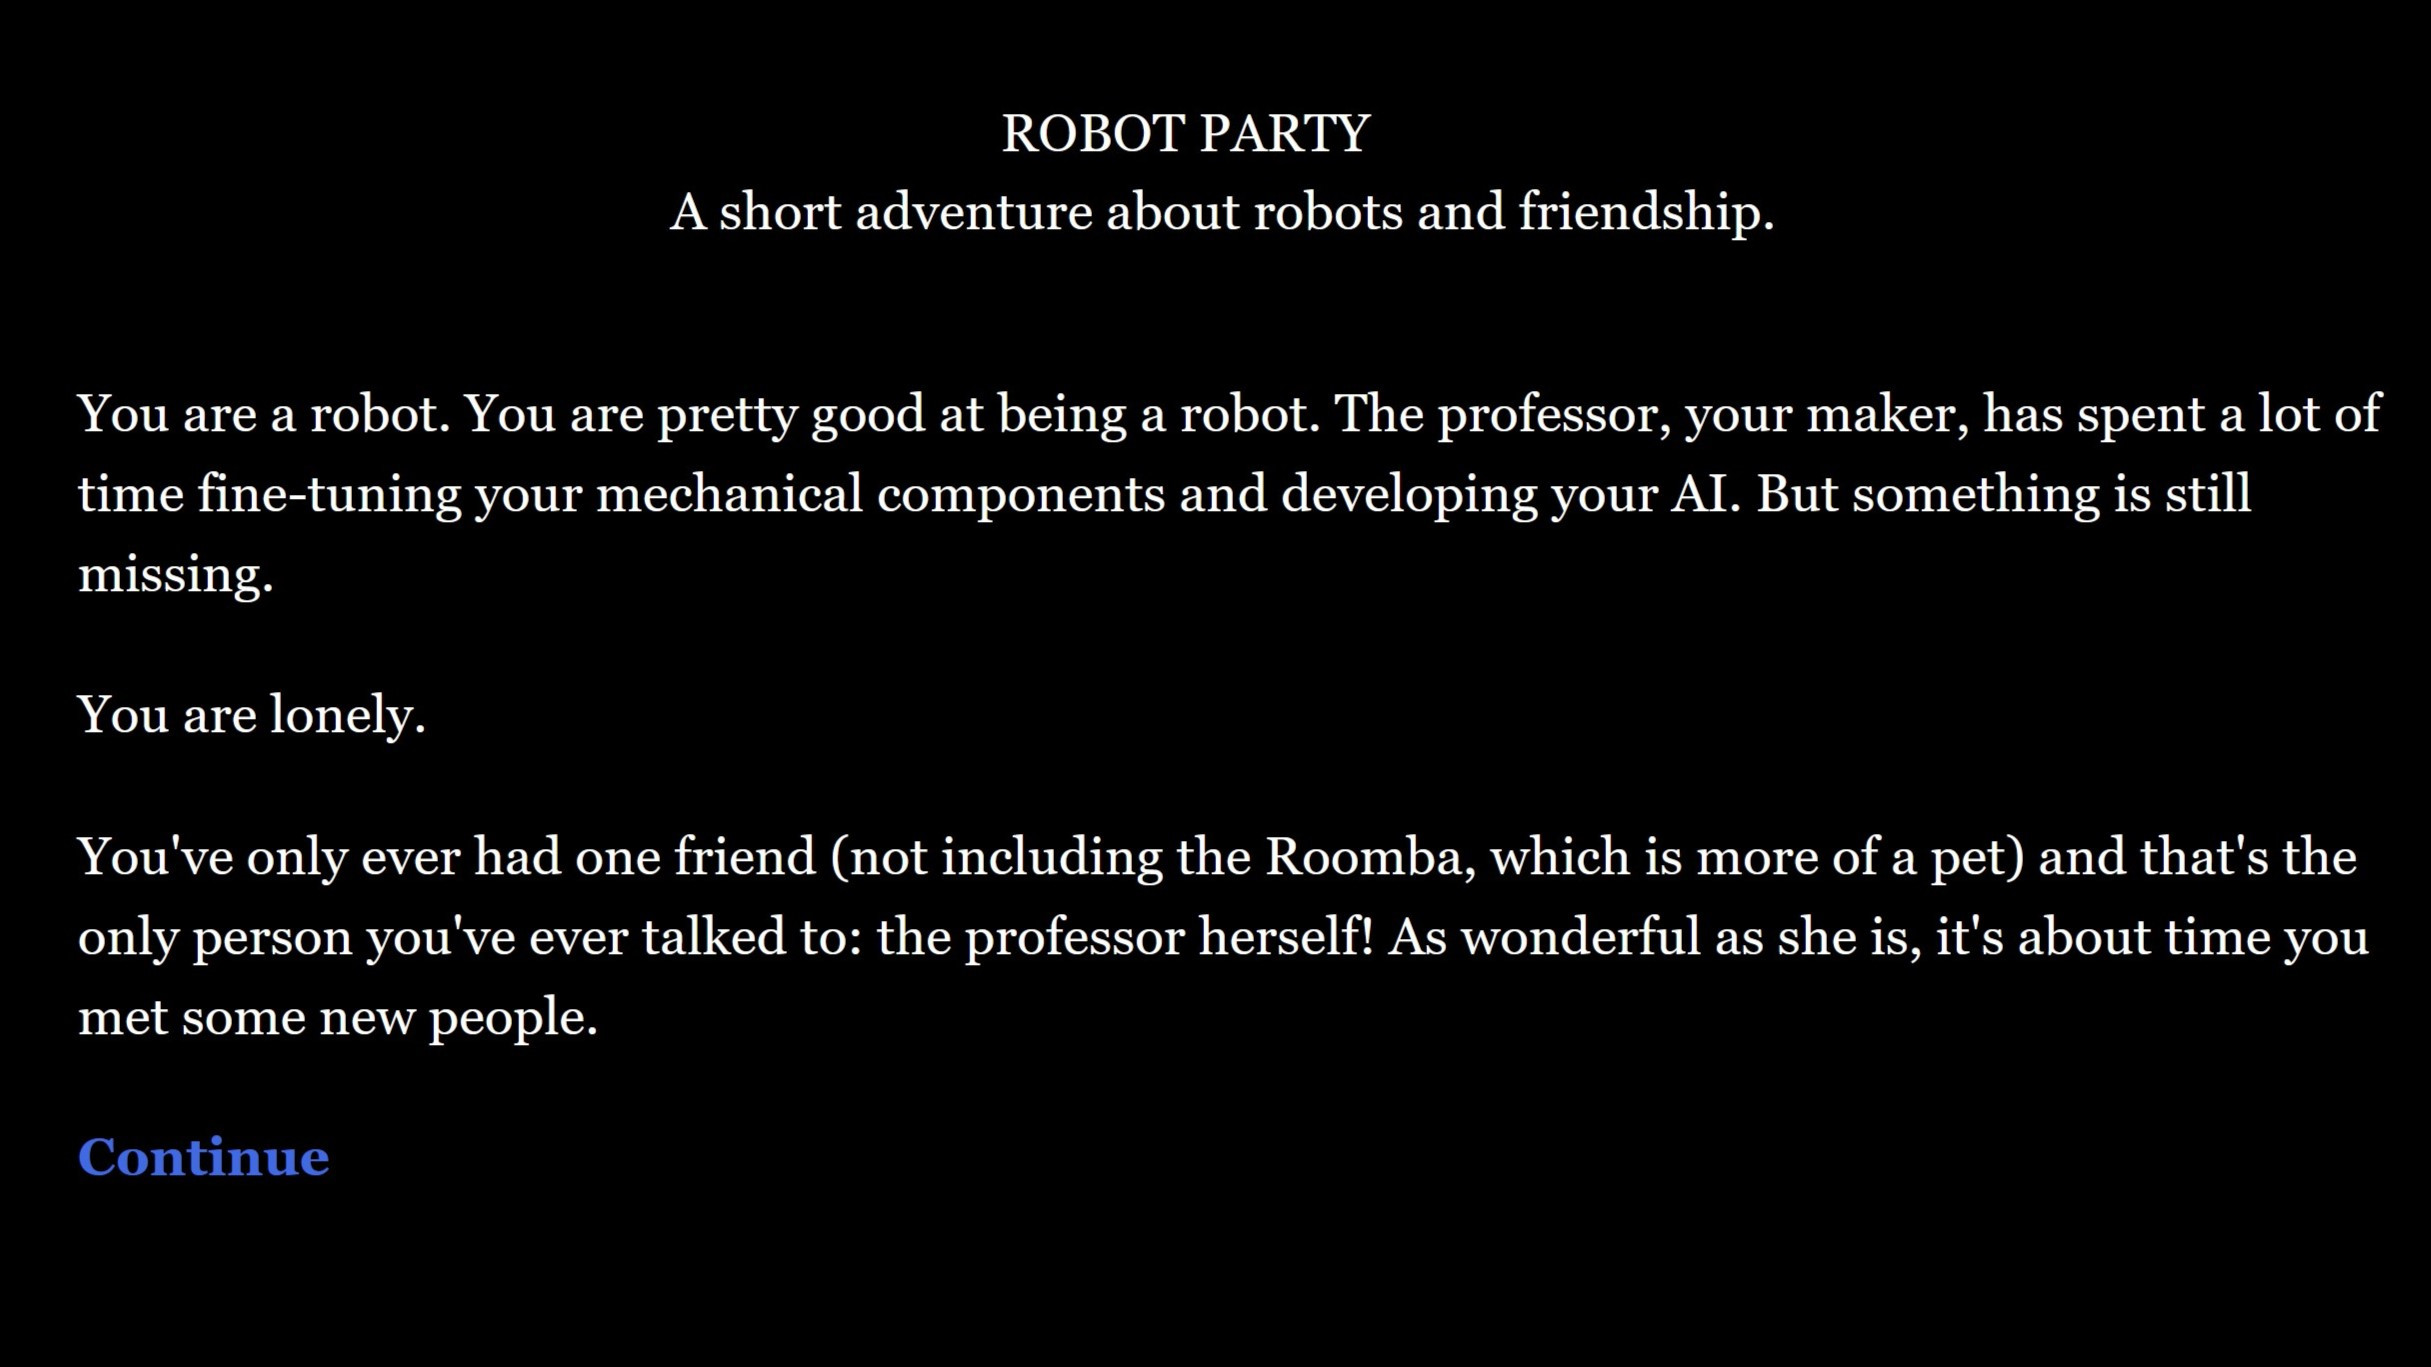 ROBOT PARTY
A short adventure about robots and friendship.
You are a robot. You are pretty good at being a robot. The professor, your maker, has spent a lot of
time fine-tuning your mechanical components and developing your AI. But something is still
missing.
You are lonely.
You've only ever had one friend (not including the Roomba, which is more of a pet) and that's the
only person you've ever talked to: the professor herself! As wonderful as she is, it's about time you
met some new people.
Continue